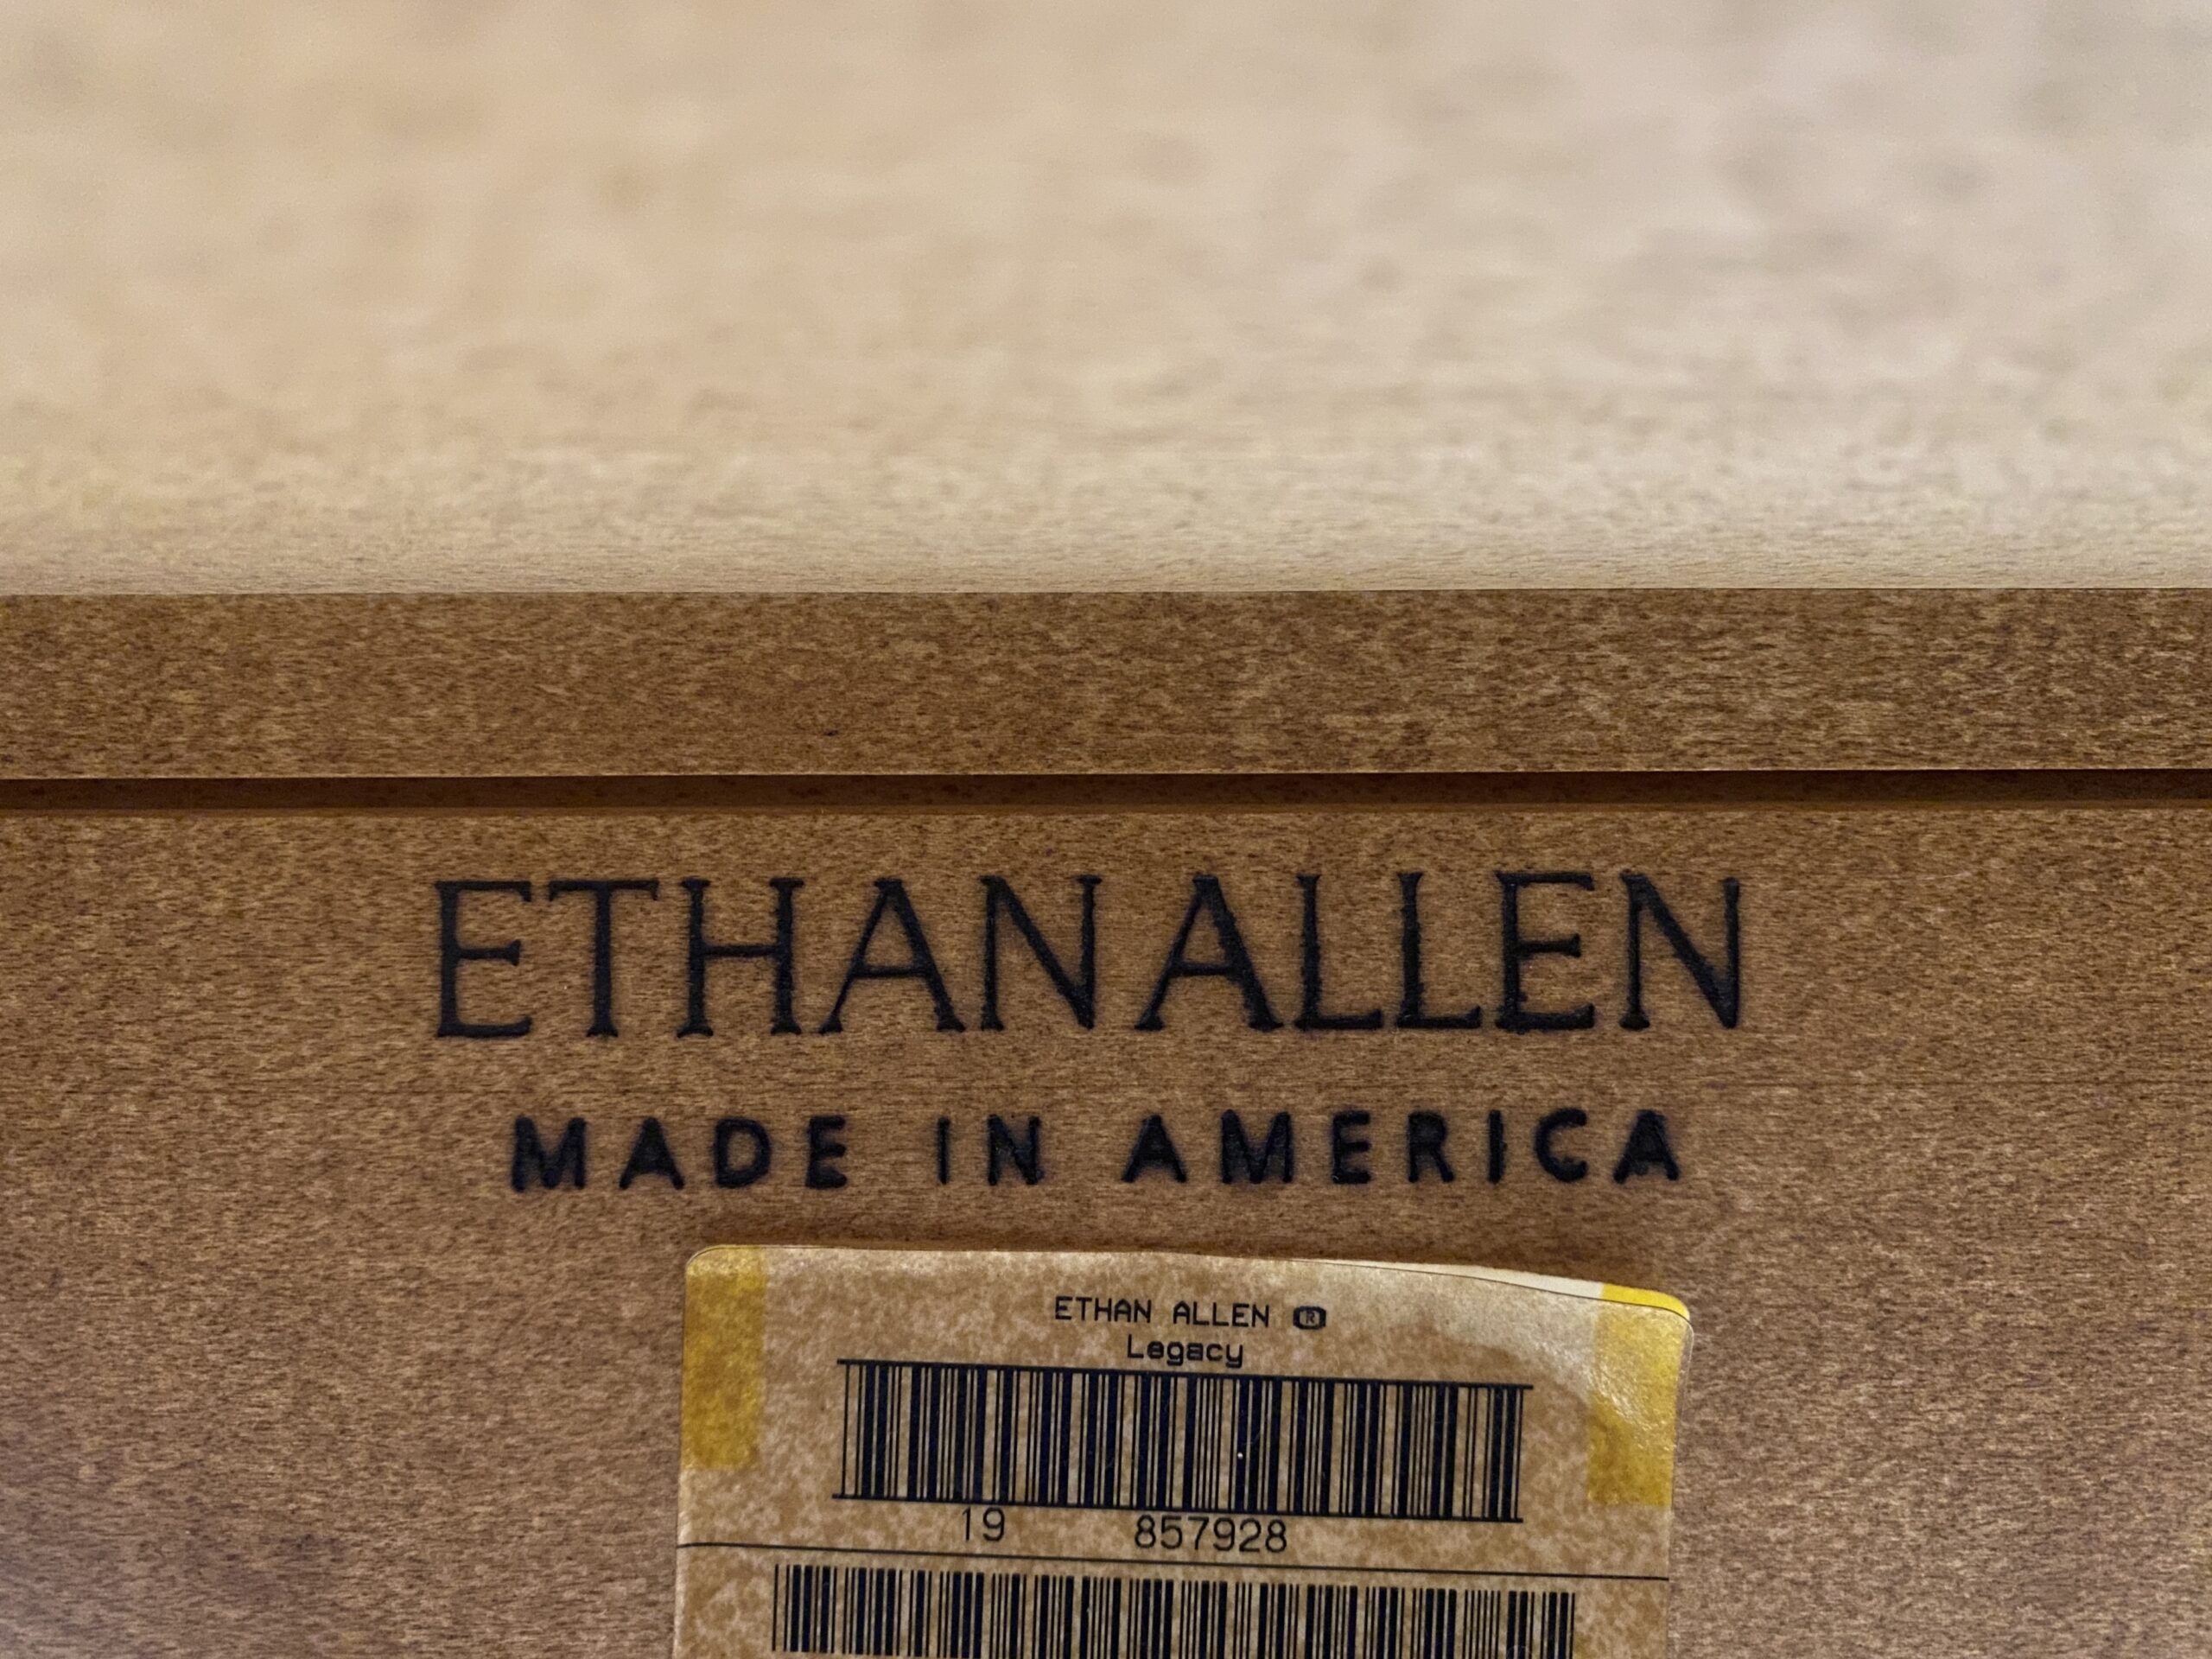 ETHAN ALLEN
MADE IN AMERICA
ETHAN ALLEN ®
Legacy
19 857928